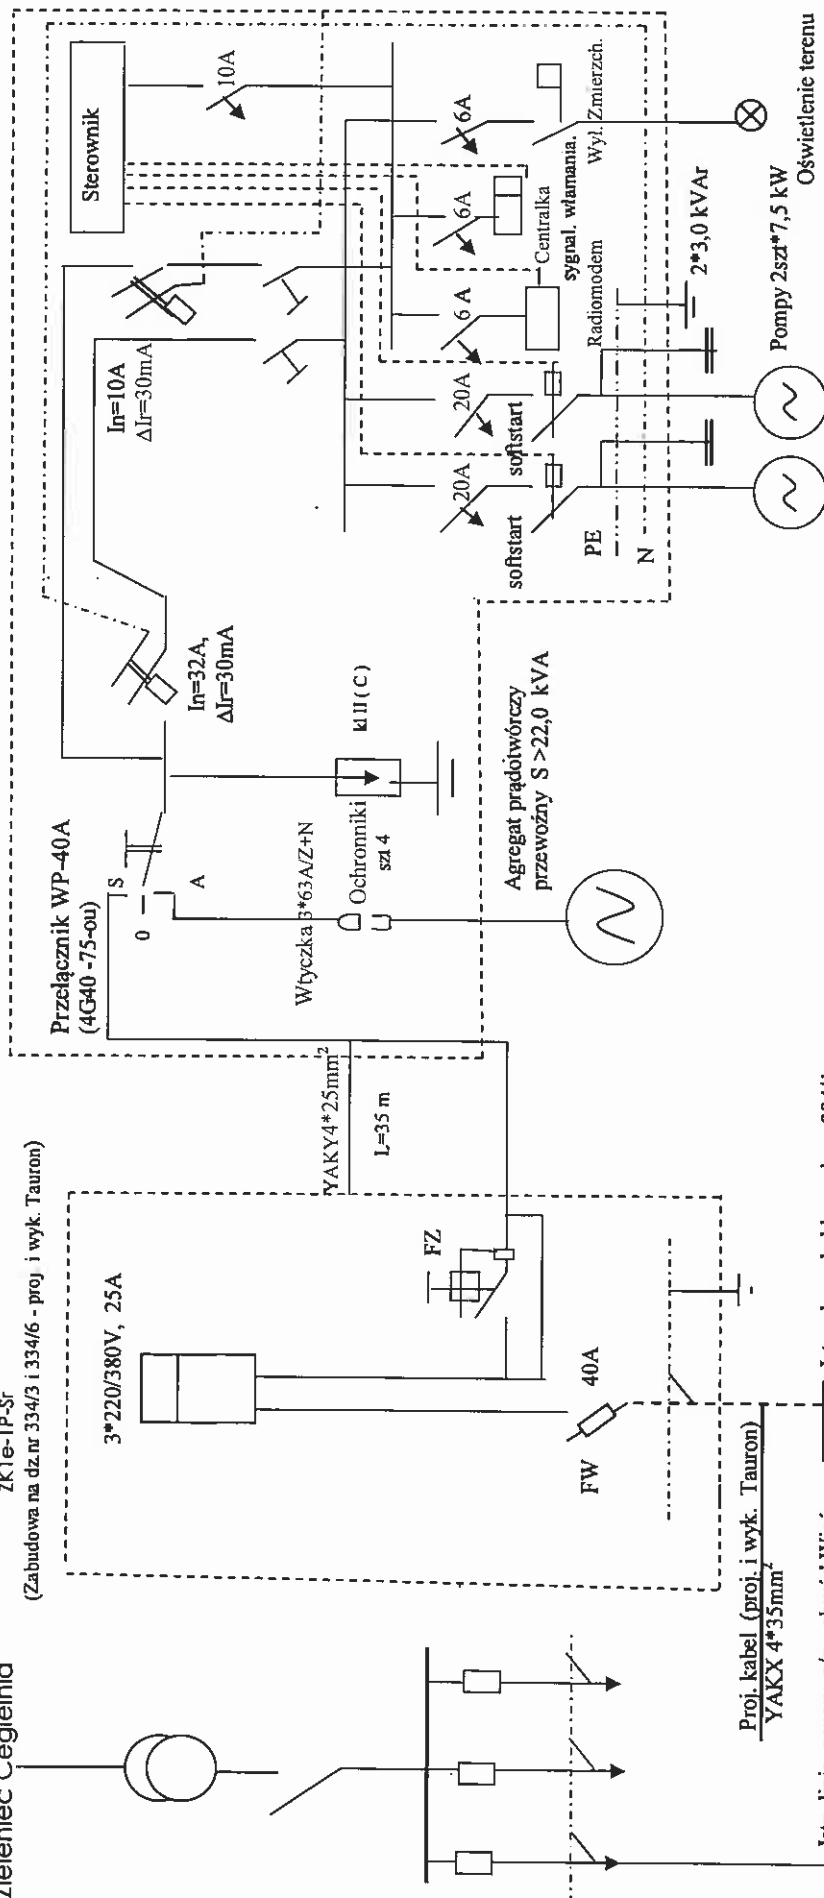 Zieleniec Cegielnia
ZK1e-1P-Sr
(Zabudowa na dz.nr 334/3 i 334/6 - proj. i wyk. Tauron)
3*220/380V, 25A
FZ
FW
40A
Proj. kabel (proj. i wyk. Tauron)
YAKX 4*35mm²
YAKY4*25mm²
L=35 m
Przełącznik WP-40A
(4G40 -75-ou)
S
0
A
Wtyczka 3*63A/Z+N
Ochronniki
szt 4
kl II ( C )
Agregat prądotwórczy
przewoźny S >22,0 kVA
In=32A,
ΔIr=30mA
In=10A
ΔIr=30mA
Sterownik
10A
20A
20A
6 A
6A
6A
softstart
softstart
Radiomodem
Centralka
sygnal. włamania.
Wył. Zmierzch.
PE
N
2*3,0 kVAr
Pompy 2szt*7,5 kW
Oświetlenie terenu